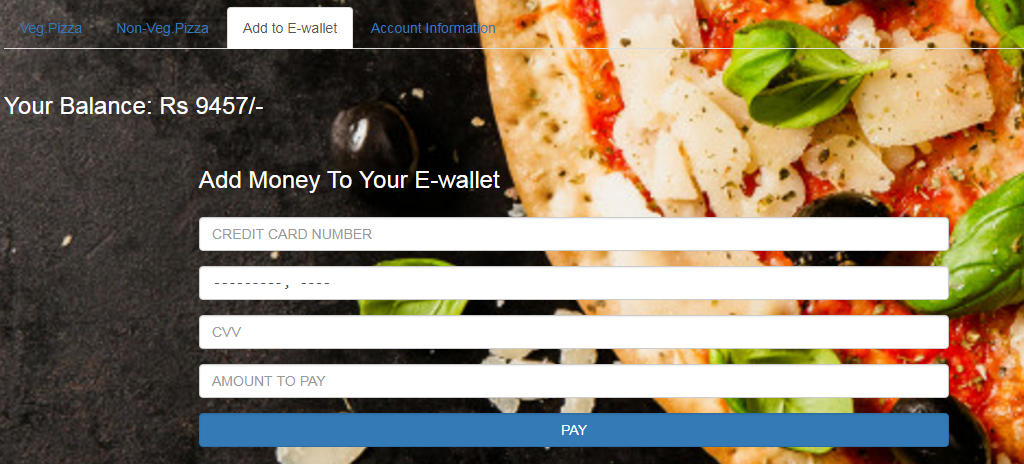 Veg.Pizza Non-Veg.Pizza Add to E-wallet Account Information
Your Balance: Rs 9457/-
Add Money To Your E-wallet
CREDIT CARD NUMBER
---------, ----
CVV
AMOUNT TO PAY
PAY